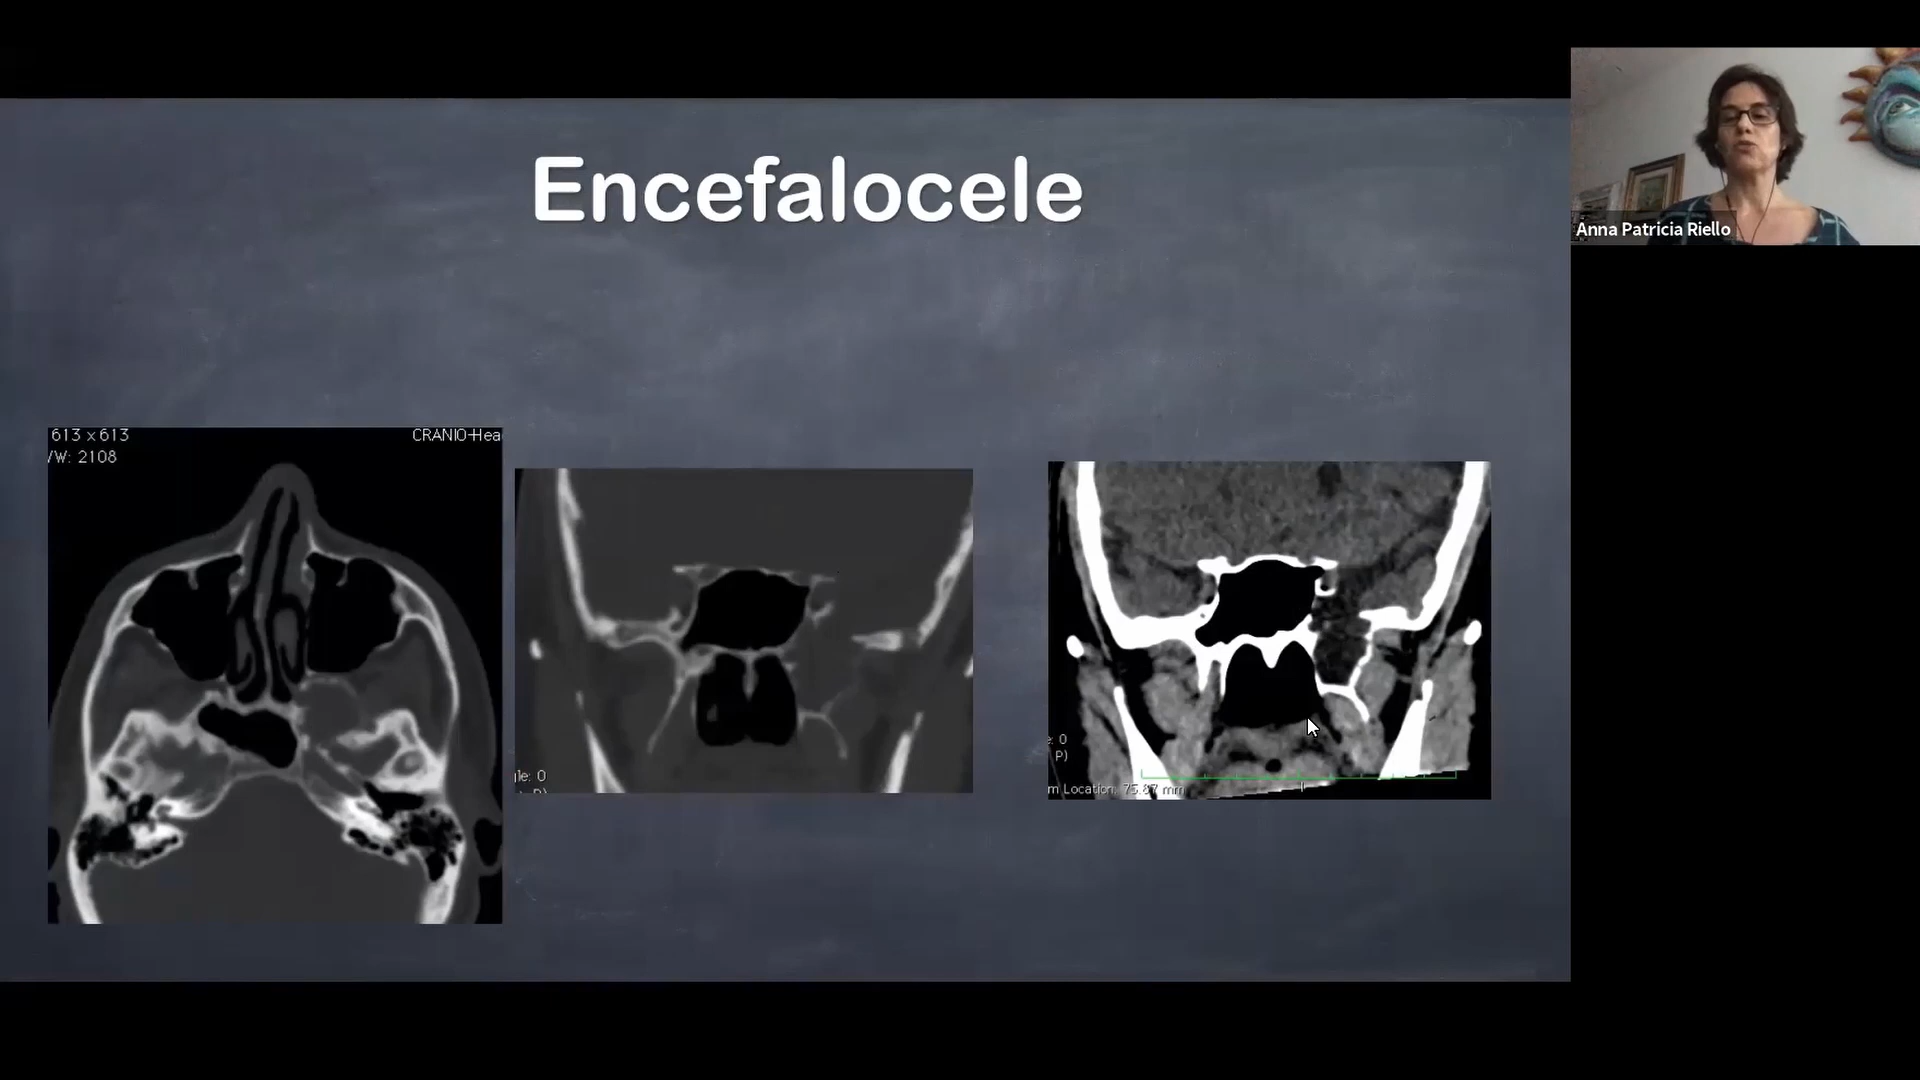 Encefalocele
Anna Patricia Riello
613 x 613
/W: 2108
CRANIO-Hea
le: 0
: 0
P)
m Location: 75.87 mm